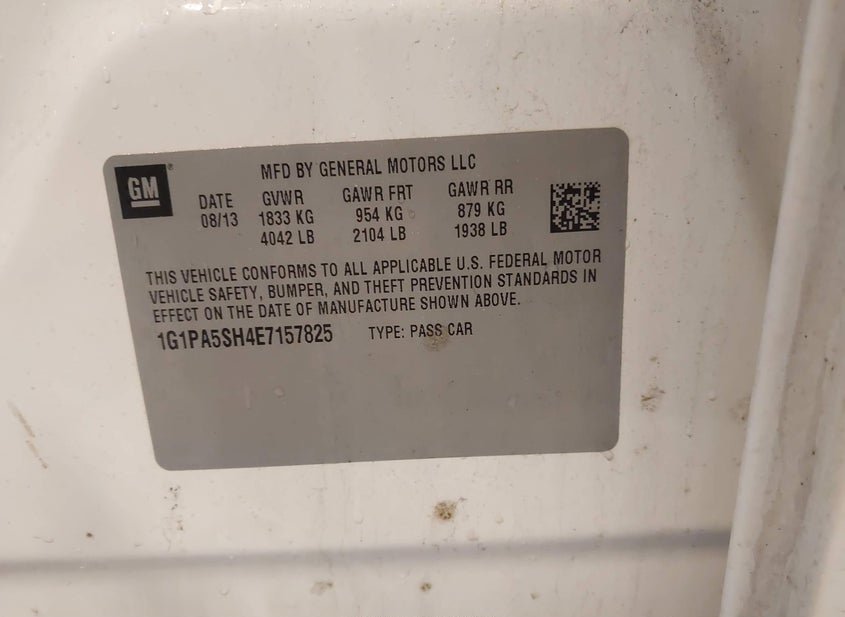 GM ®
MFD BY GENERAL MOTORS LLC
DATE GVWR GAWR FRT GAWR RR
08/13 1833 KG 954 KG 879 KG
4042 LB 2104 LB 1938 LB
THIS VEHICLE CONFORMS TO ALL APPLICABLE U.S. FEDERAL MOTOR
VEHICLE SAFETY, BUMPER, AND THEFT PREVENTION STANDARDS IN
EFFECT ON THE DATE OF MANUFACTURE SHOWN ABOVE.
1G1PA5SH4E7157825 TYPE: PASS CAR